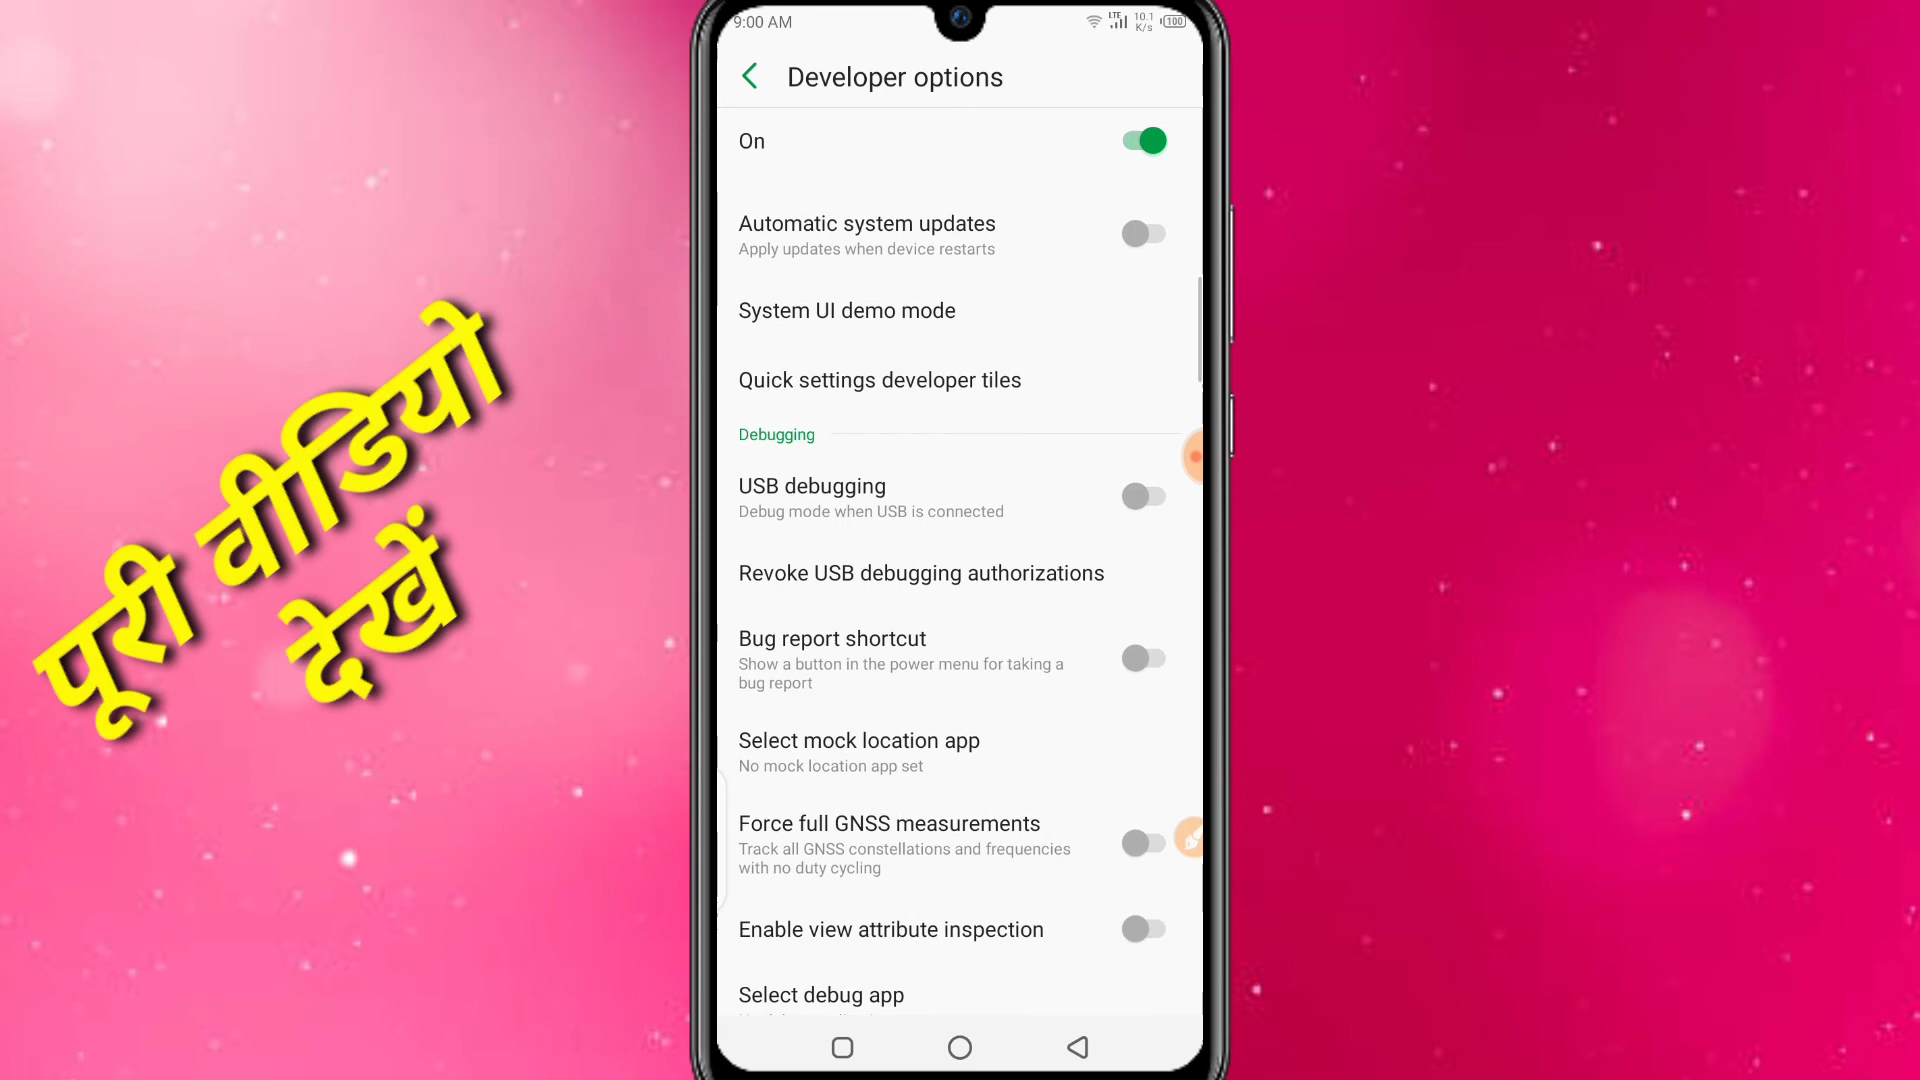 9:00 AM
LTE
10.1
K/s
100
Developer options
On
Automatic system updates
Apply updates when device restarts
System UI demo mode
Quick settings developer tiles
Debugging
USB debugging
Debug mode when USB is connected
Revoke USB debugging authorizations
Bug report shortcut
Show a button in the power menu for taking a
bug report
Select mock location app
No mock location app set
Force full GNSS measurements
Track all GNSS constellations and frequencies
with no duty cycling
Enable view attribute inspection
Select debug app
पूरी वीडियो
देखें